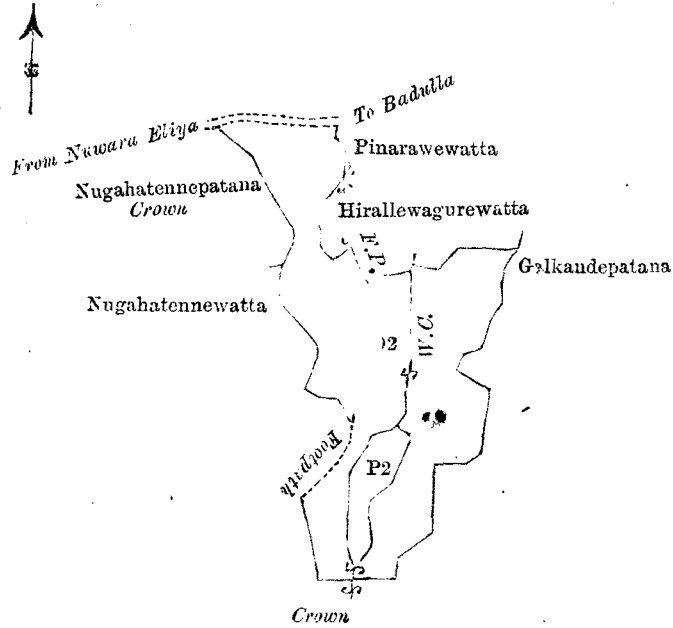 To Badulla
From Nuwara Eliya
Pinarawewatta
Nugahatennepatana
Crown
Hirallewagurewatta
F.P.
Galkandepatana
Nugahatennewatta
W.C.
Footpath
P2
Crown